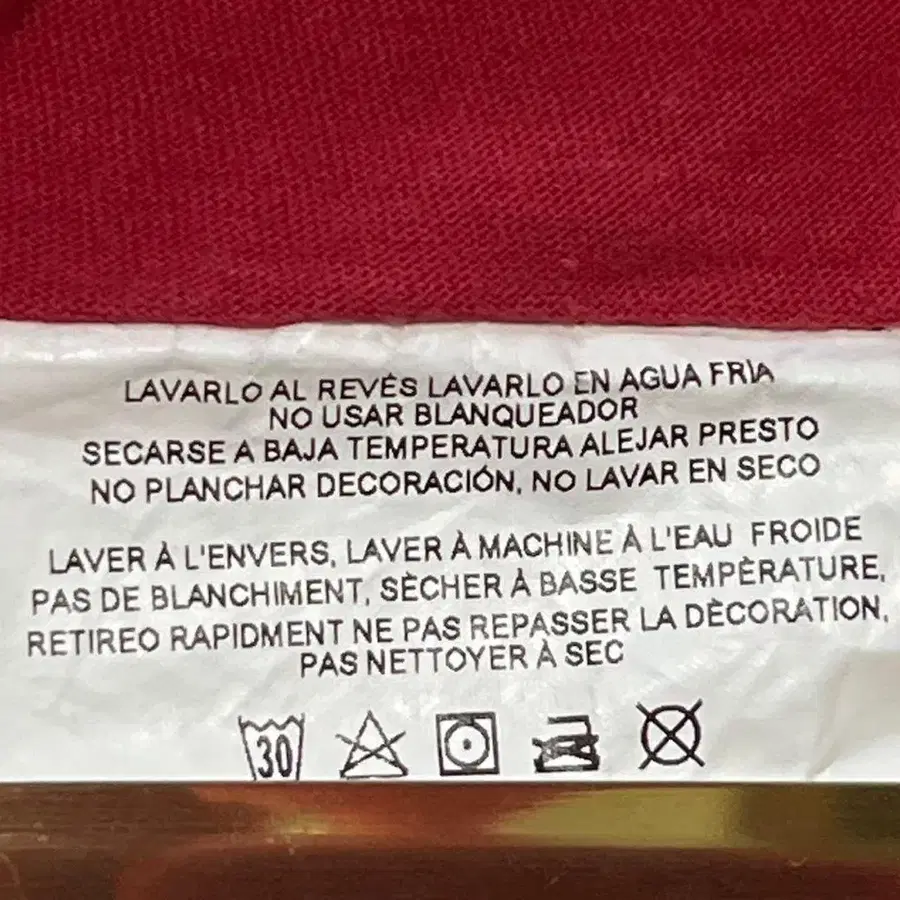 LAVARLO AL REVÉS LAVARLO EN AGUA FRÌA
NO USAR BLANQUEADOR
SECARSE A BAJA TEMPERATURA ALEJAR PRESTO
NO PLANCHAR DECORACIÓN, NO LAVAR EN SECO
LAVER À L'ENVERS, LAVER À MACHINE À L'EAU FROIDE
PAS DE BLANCHIMENT, SÈCHER À BASSE TEMPÈRATURE,
RETIREO RAPIDMENT NE PAS REPASSER LA DÈCORATION,
PAS NETTOYER À SEC
30